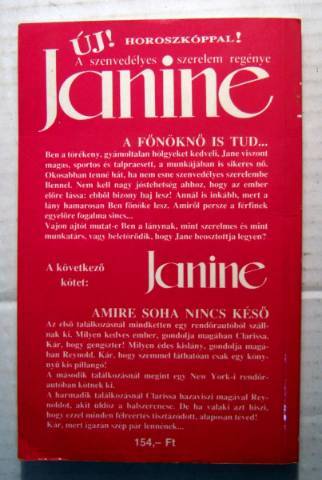 ÚJ! HOROSZKÓPPAL!
A szenvedélyes szerelem regénye
Janine
A FŐNÖKNŐ IS TUD...
Ben a törékeny, gyámoltalan hölgyeket kedveli, Jane viszont
magas, sportos és talpraesett, a munkájában is sikeres nő.
Okosabban tenné hát, ha nem esne szenvedélyes szerelembe
Bennel. Nem kell nagy jóstehetség ahhoz, hogy az ember
előre lássa: ebből bizony baj lesz! Annál is inkább, mert a
lány hamarosan Ben főnöke lesz. Amiről persze a férfinek
egyelőre fogalma sincs...
Vajon ajtót mutat-e Ben a lánynak, mint szerelmes és mint
munkatárs, vagy beletörődik, hogy Jane beosztottja legyen?
A következő
kötet:
Janine
AMIRE SOHA NINCS KÉSŐ
Az első találkozásnál mindketten egy rendőrautóból száll-
nak ki. Milyen kedves ember, gondolja magában Clarissa.
Kár, hogy gengszter! Milyen édes kislány, gondolja magá-
ban Reynold. Kár, hogy szemmel láthatóan csak egy köny-
nyű kis pillangó!
A második találkozásnál megint egy New York-i rendőr-
autóban kötnek ki.
A harmadik találkozásnál Clarissa hazaviszi magával Rey-
noldot, akit üldöz a balszerencse. De ha valaki azt hiszi,
hogy ezzel minden félreértés tisztázódott, alaposan téved!
Kár, mert igazán szép pár lennének...
154,– Ft